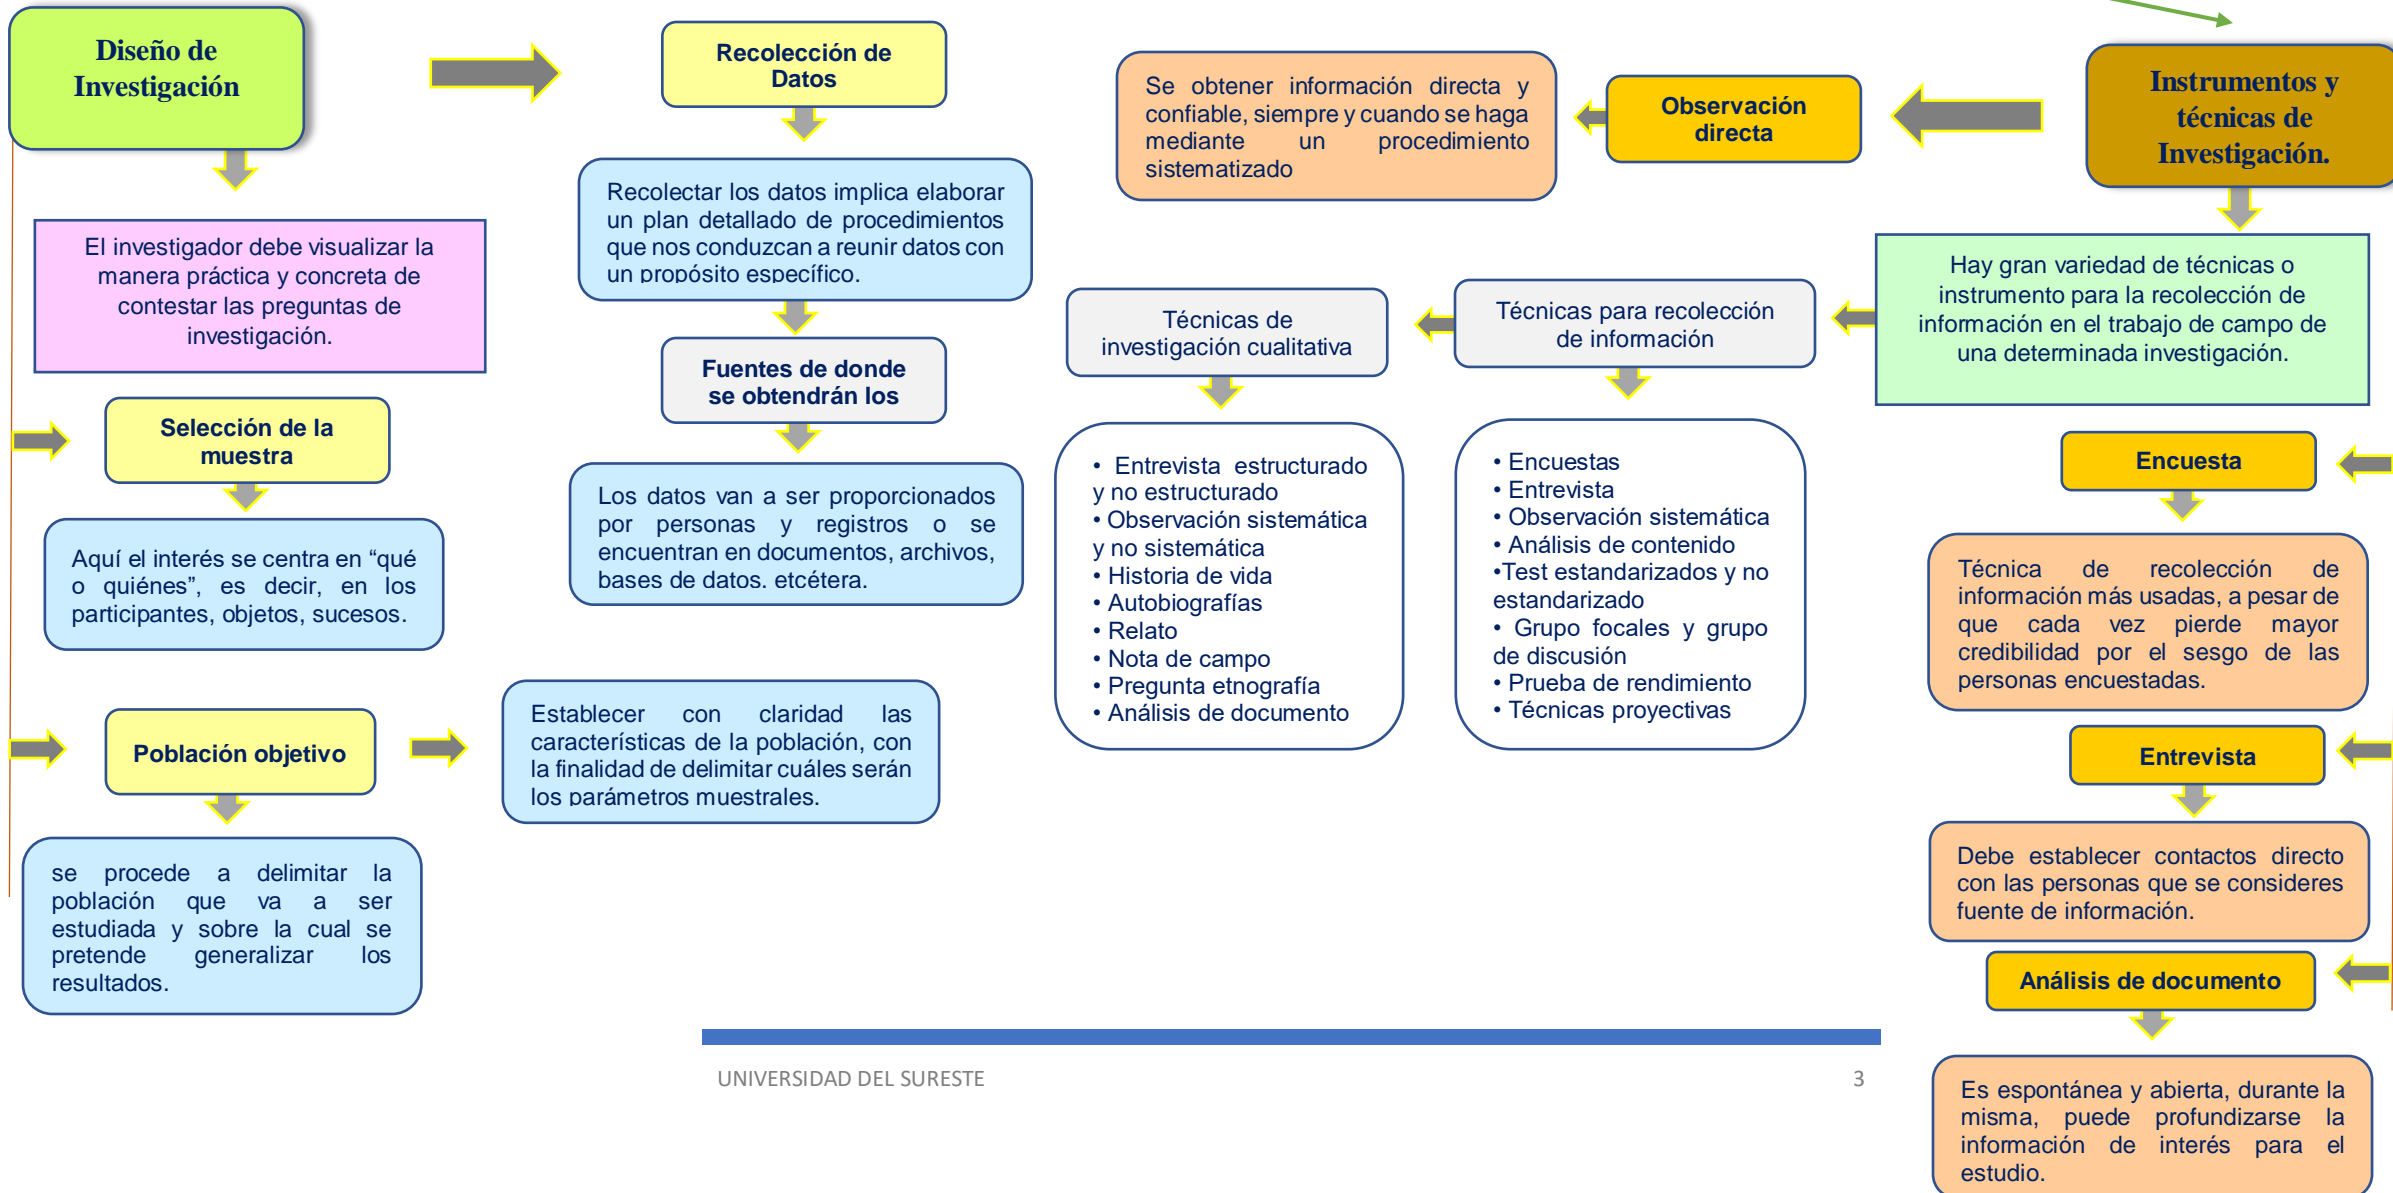 Diseño de
Investigación
El investigador debe visualizar la
manera práctica y concreta de
contestar las preguntas de
investigación.
Selección de la
muestra
Aquí el interés se centra en “qué
o quiénes”, es decir, en los
participantes, objetos, sucesos.
Población objetivo
se procede a delimitar la
población que va a ser
estudiada y sobre la cual se
pretende generalizar los
resultados.
Establecer con claridad las
características de la población, con
la finalidad de delimitar cuáles serán
los parámetros muestrales.
Recolección de
Datos
Recolectar los datos implica elaborar
un plan detallado de procedimientos
que nos conduzcan a reunir datos con
un propósito específico.
Fuentes de donde
se obtendrán los
Los datos van a ser proporcionados
por personas y registros o se
encuentran en documentos, archivos,
bases de datos. etcétera.
Instrumentos y
técnicas de
Investigación.
Observación
directa
Se obtener información directa y
confiable, siempre y cuando se haga
mediante un procedimiento
sistematizado
Hay gran variedad de técnicas o
instrumento para la recolección de
información en el trabajo de campo de
una determinada investigación.
Técnicas para recolección
de información
• Encuestas
• Entrevista
• Observación sistemática
• Análisis de contenido
•Test estandarizados y no
estandarizado
• Grupo focales y grupo
de discusión
• Prueba de rendimiento
• Técnicas proyectivas
Técnicas de
investigación cualitativa
• Entrevista estructurado
y no estructurado
• Observación sistemática
y no sistemática
• Historia de vida
• Autobiografías
• Relato
• Nota de campo
• Pregunta etnografía
• Análisis de documento
Encuesta
Técnica de recolección de
información más usadas, a pesar de
que cada vez pierde mayor
credibilidad por el sesgo de las
personas encuestadas.
Entrevista
Debe establecer contactos directo
con las personas que se consideres
fuente de información.
Análisis de documento
Es espontánea y abierta, durante la
misma, puede profundizarse la
información de interés para el
estudio.
UNIVERSIDAD DEL SURESTE
3